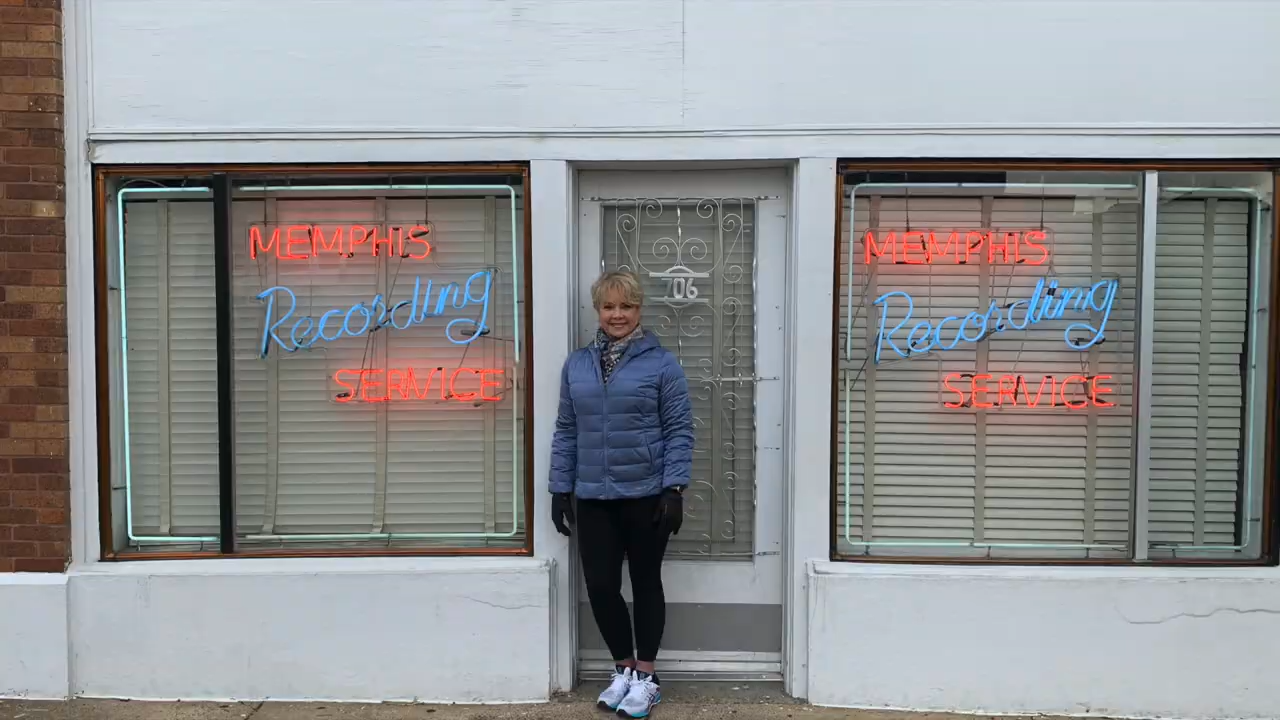 MEMPHIS
Recording
SERVICE
706
MEMPHIS
Recording
SERVICE